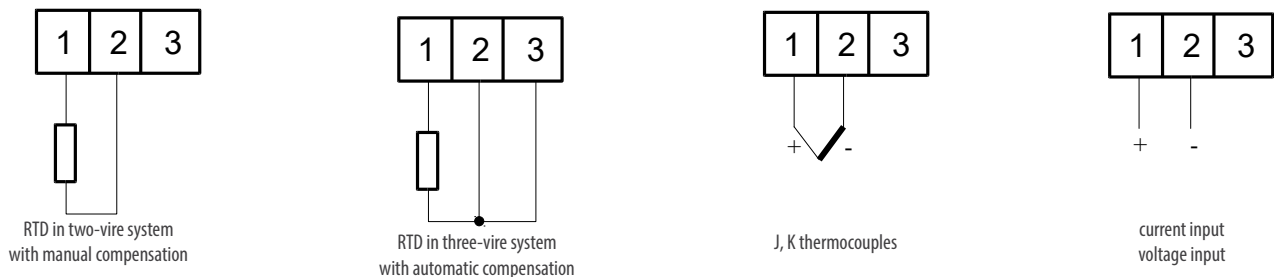 1 2 3
1 2 3
1 2 3
1 2 3
+ -
+ -
RTD in two-vire system
with manual compensation
RTD in three-vire system
with automatic compensation
J, K thermocouples
current input
voltage input